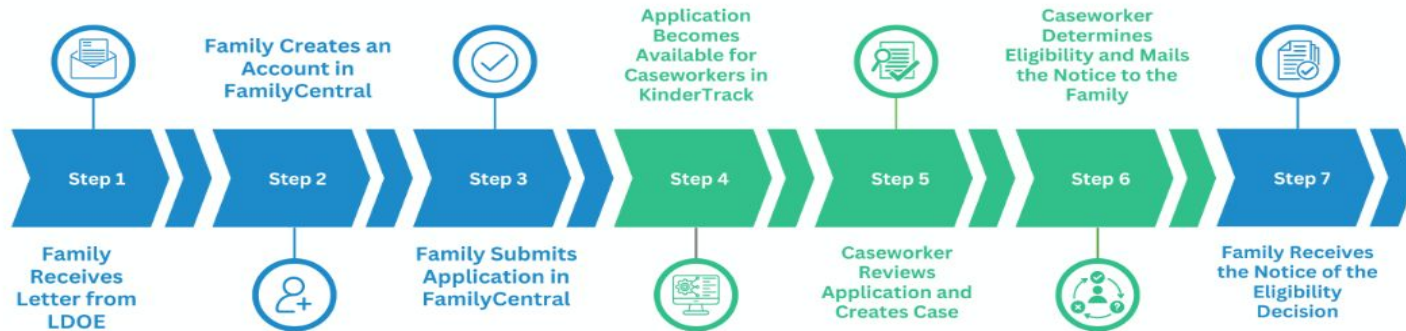 Step 1
Family
Receives
Letter from
LDOE
Family Creates an
Account in
FamilyCentral
Step 2
Step 3
Family Submits
Application in
FamilyCentral
Application
Becomes
Available for
Caseworkers in
KinderTrack
Step 4
Step 5
Caseworker
Reviews
Application and
Creates Case
Caseworker
Determines
Eligibility and Mails
the Notice to the
Family
Step 6
Step 7
Family Receives
the Notice of the
Eligibility
Decision